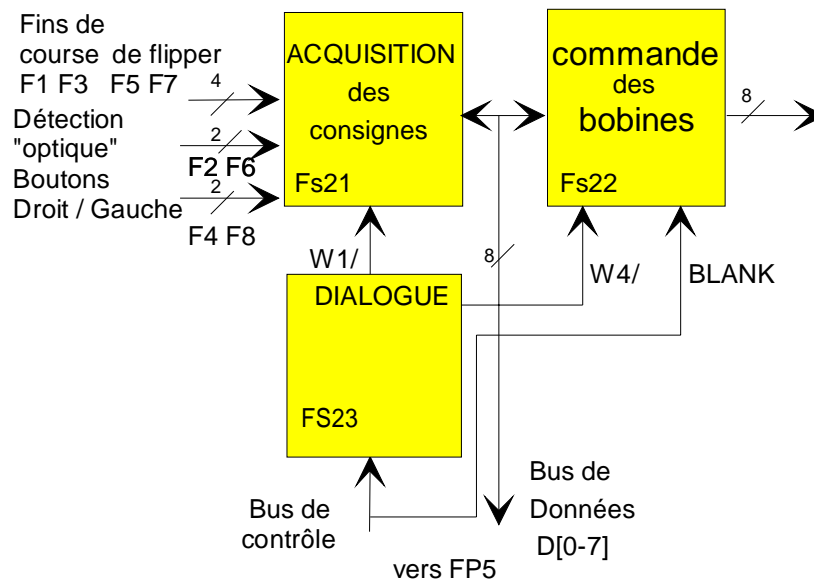 Fins de
course de flipper
F1 F3 F5 F7
4
Détection
"optique"
2
F2 F6
Boutons
Droit / Gauche
2
F4 F8
ACQUISITION
des
consignes
Fs21
commande
des
bobines
Fs22
8
W1/
8
W4/
BLANK
DIALOGUE
FS23
Bus de
contrôle
Bus de
Données
D[0-7]
vers FP5